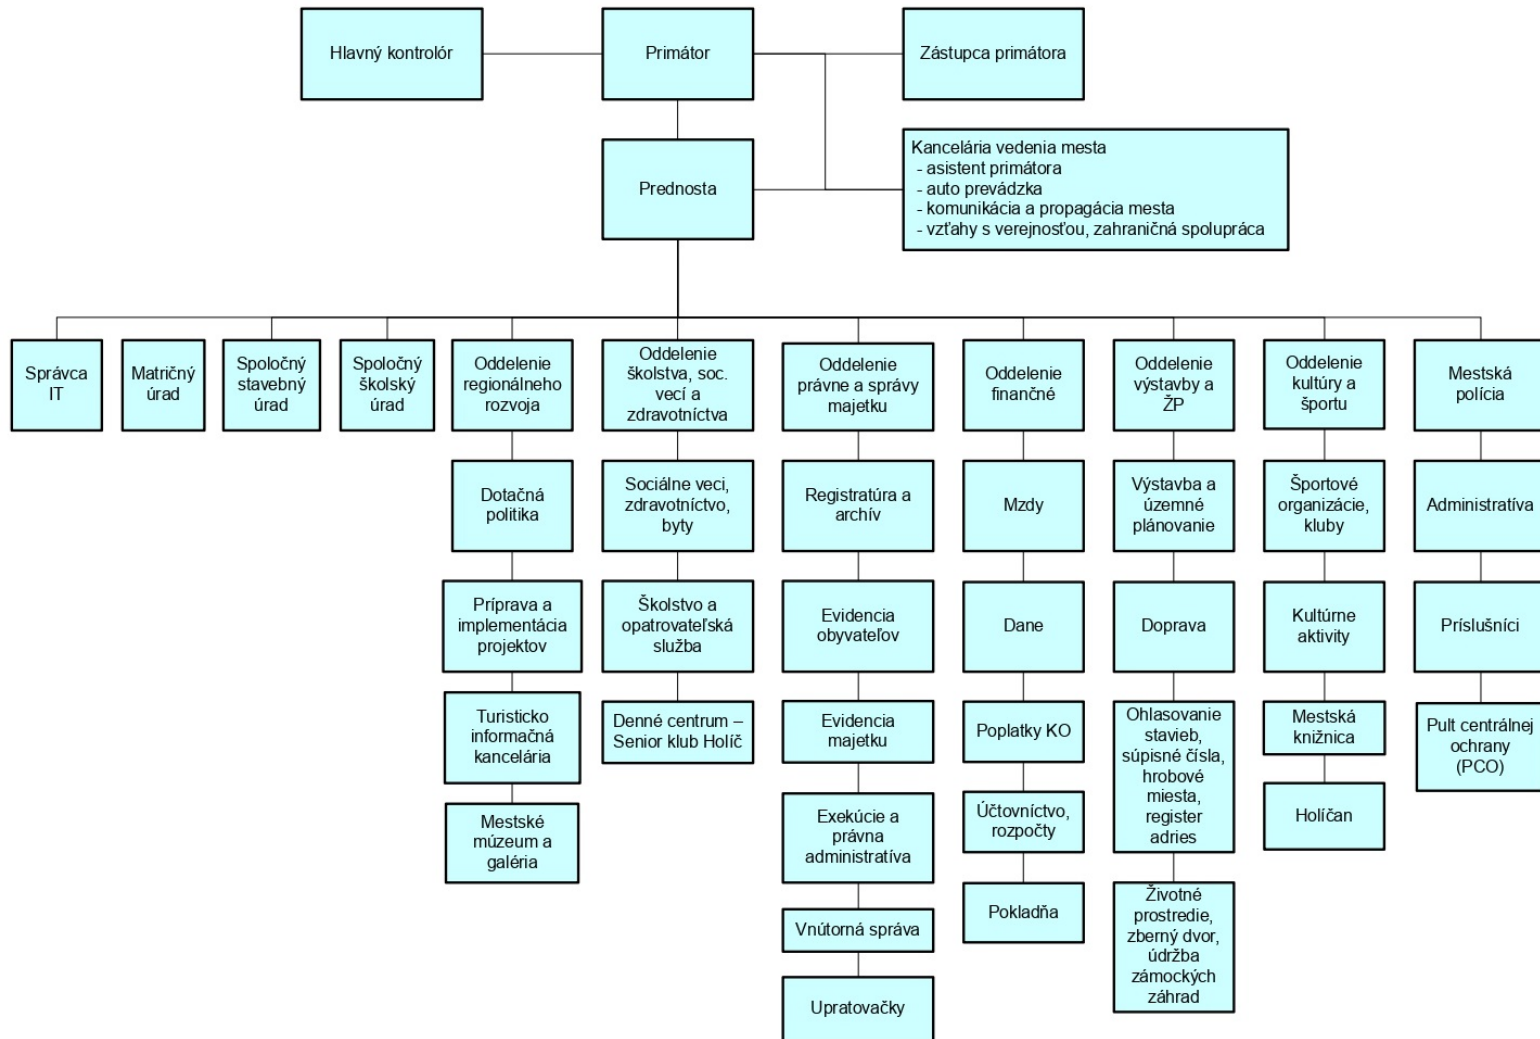 Hlavný kontrolór
Primátor
Zástupca primátora
Prednosta
Kancelária vedenia mesta
- asistent primátora
- auto prevádzka
- komunikácia a propagácia mesta
- vzťahy s verejnosťou, zahraničná spolupráca
Správca
IT
Matričný
úrad
Spoločný
stavebný
úrad
Spoločný
školský
úrad
Oddelenie
regionálneho
rozvoja
Oddelenie
školstva, soc.
vecí a
zdravotníctva
Oddelenie
právne a správy
majetku
Oddelenie
finančné
Oddelenie
výstavby a
ŽP
Oddelenie
kultúry a
športu
Mestská
polícia
Dotačná
politika
Sociálne veci,
zdravotníctvo,
byty
Registratúra a
archív
Mzdy
Výstavba a
územné
plánovanie
Športové
organizácie,
kluby
Administratíva
Príprava a
implementácia
projektov
Školstvo a
opatrovateľská
služba
Evidencia
obyvateľov
Dane
Doprava
Kultúrne
aktivity
Príslušníci
Turisticko
informačná
kancelária
Denné centrum –
Senior klub Holíč
Evidencia
majetku
Poplatky KO
Ohlasovanie
stavieb,
súpisné čísla,
hrobové
miesta,
register
adries
Mestská
knižnica
Pult centrálnej
ochrany
(PCO)
Mestské
múzeum a
galéria
Exekúcie a
právna
administratíva
Účtovníctvo,
rozpočty
Holíčan
Vnútorná správa
Pokladňa
Životné
prostredie,
zberný dvor,
údržba
zámockých
záhrad
Upratovačky